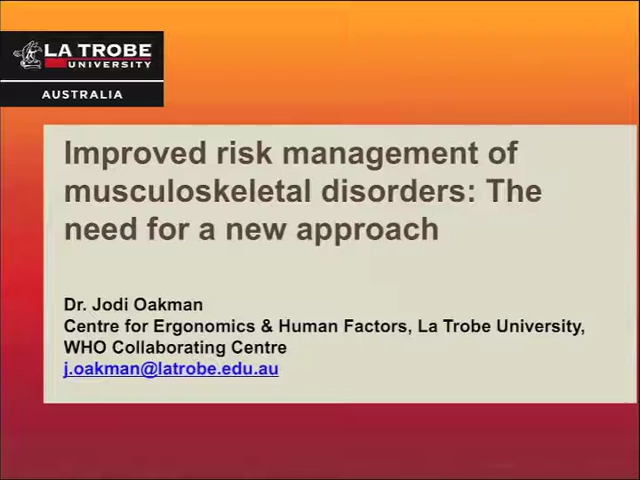 LA TROBE
UNIVERSITY
AUSTRALIA
Improved risk management of
musculoskeletal disorders: The
need for a new approach
Dr. Jodi Oakman
Centre for Ergonomics & Human Factors, La Trobe University,
WHO Collaborating Centre
j.oakman@latrobe.edu.au